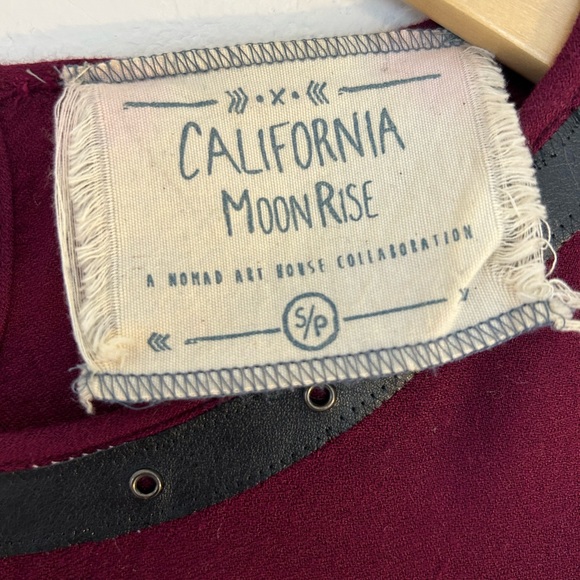 CALIFORNIA
MOONRISE
A NOMAD ART HOUSE COLLABORATION
S/P